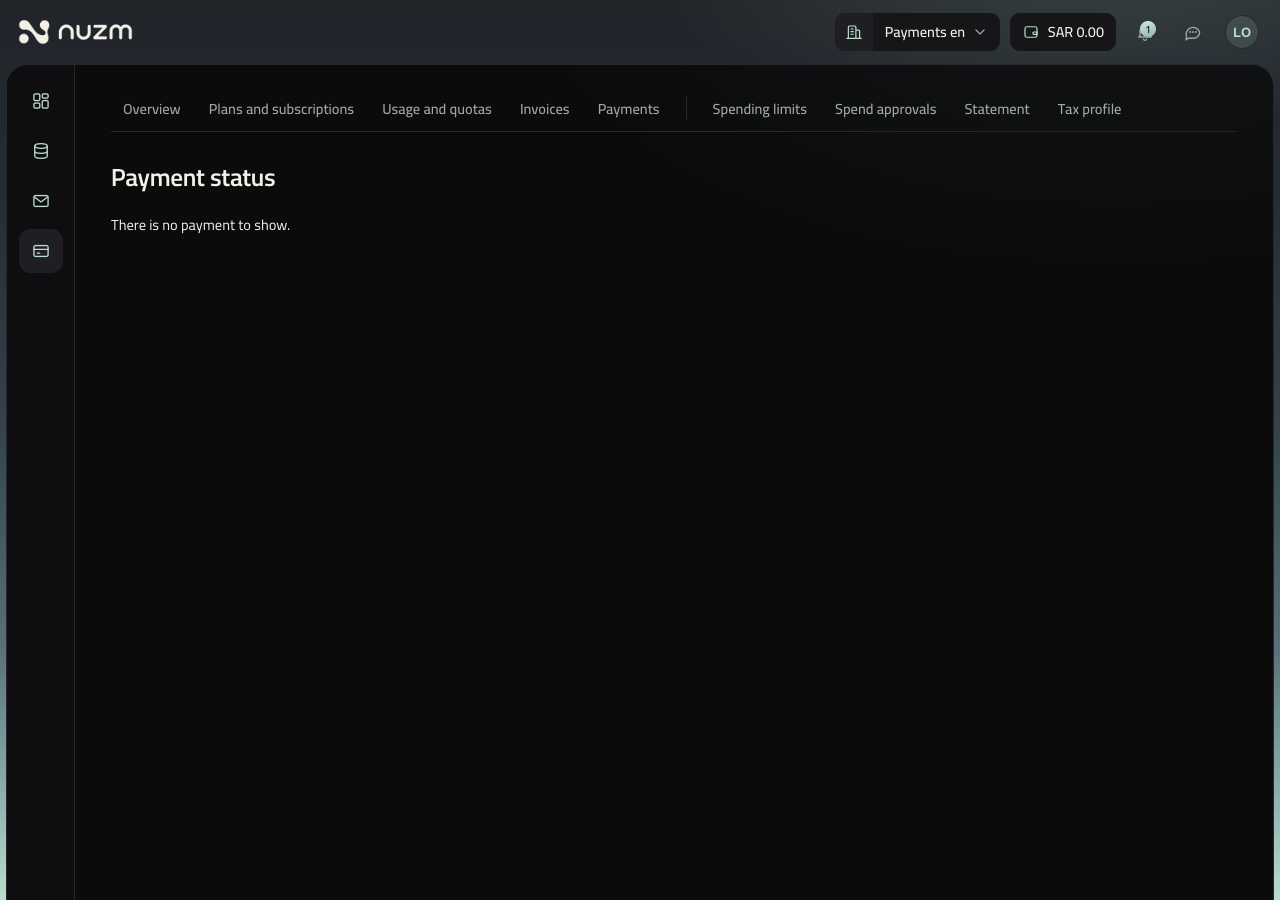 nuzm
Payments en
SAR 0.00
1
LO
Overview
Plans and subscriptions
Usage and quotas
Invoices
Payments
Spending limits
Spend approvals
Statement
Tax profile
Payment status
There is no payment to show.